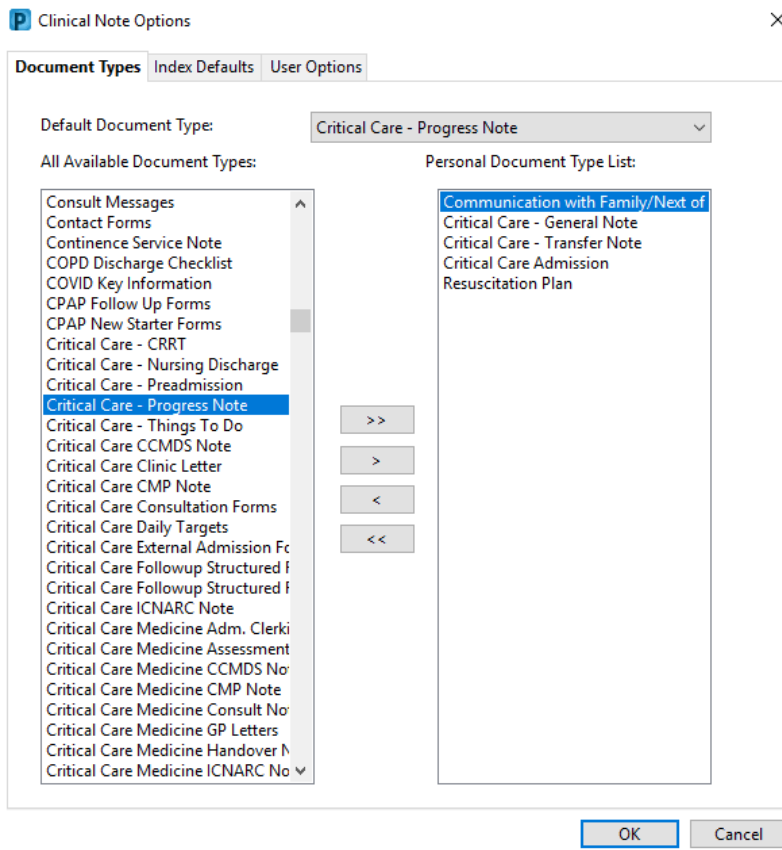 P Clinical Note Options
Document Types Index Defaults User Options
Default Document Type: Critical Care - Progress Note
All Available Document Types: Personal Document Type List:
Consult Messages
Contact Forms
Continence Service Note
COPD Discharge Checklist
COVID Key Information
CPAP Follow Up Forms
CPAP New Starter Forms
Critical Care - CRRT
Critical Care - Nursing Discharge
Critical Care - Preadmission
Critical Care - Progress Note
Critical Care - Things To Do
Critical Care CCMDS Note
Critical Care Clinic Letter
Critical Care CMP Note
Critical Care Consultation Forms
Critical Care Daily Targets
Critical Care External Admission Fo
Critical Care Followup Structured F
Critical Care Followup Structured F
Critical Care ICNARC Note
Critical Care Medicine Adm. Clerki
Critical Care Medicine Assessment
Critical Care Medicine CCMDS No
Critical Care Medicine CMP Note
Critical Care Medicine Consult No
Critical Care Medicine GP Letters
Critical Care Medicine Handover N
Critical Care Medicine ICNARC No
>>
>
<
<<
Communication with Family/Next of
Critical Care - General Note
Critical Care - Transfer Note
Critical Care Admission
Resuscitation Plan
OK Cancel